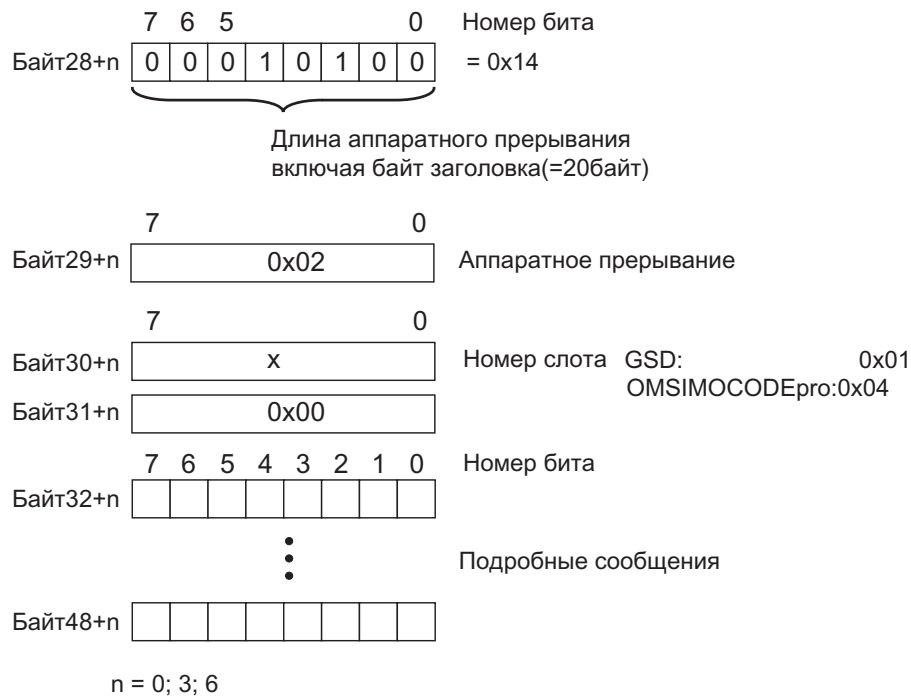 7 6 5 0 Номер бита
Байт28+n 0 0 0 1 0 1 0 0 = 0x14
Длина аппаратного прерывания
включая байт заголовка(=20байт)
7 0
Байт29+n 0x02 Аппаратное прерывание
7 0
Байт30+n x Номер слота GSD: 0x01
OMSIMOCODEpro:0x04
Байт31+n 0x00
7 6 5 4 3 2 1 0 Номер бита
Байт32+n
Подробные сообщения
Байт48+n
n = 0; 3; 6